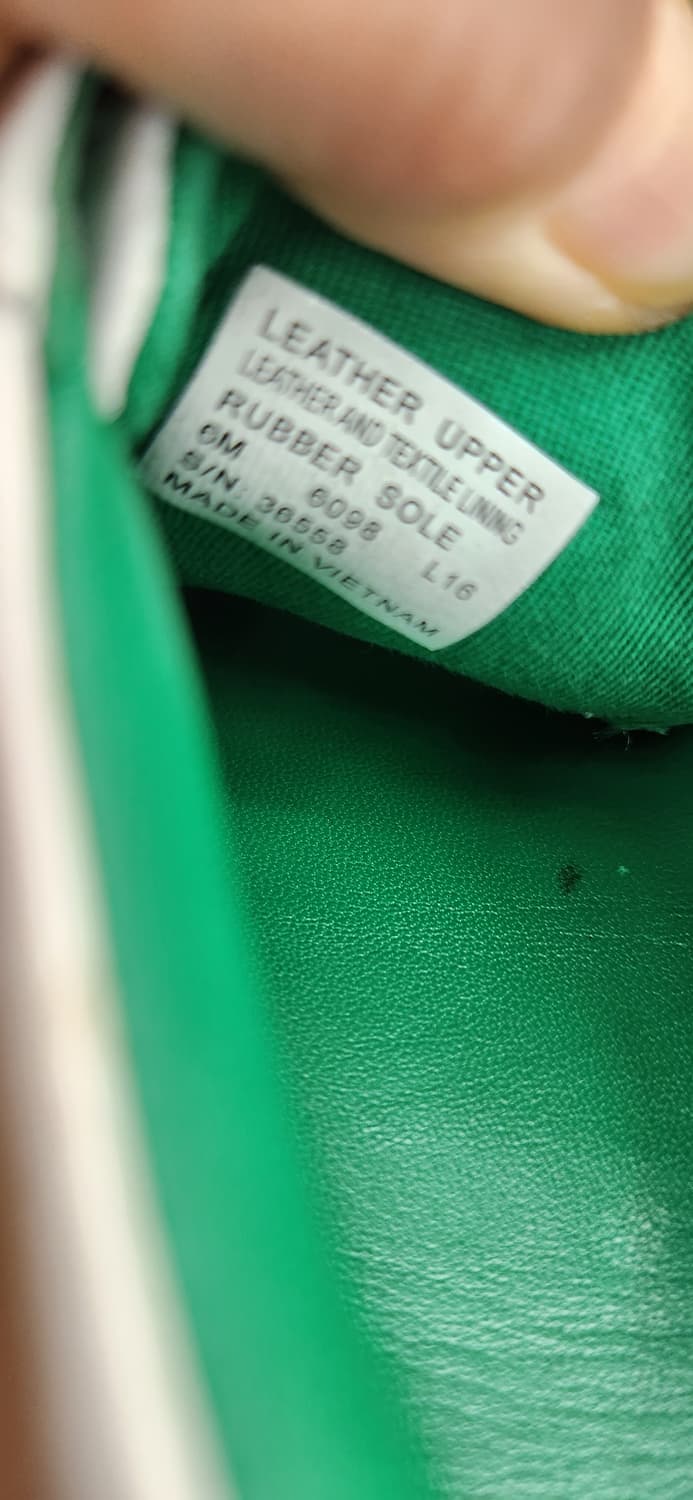 LEATHER UPPER
LEATHER AND TEXTILE LINING
RUBBER SOLE
6M 6098 L16
S/N: 36558
MADE IN VIETNAM